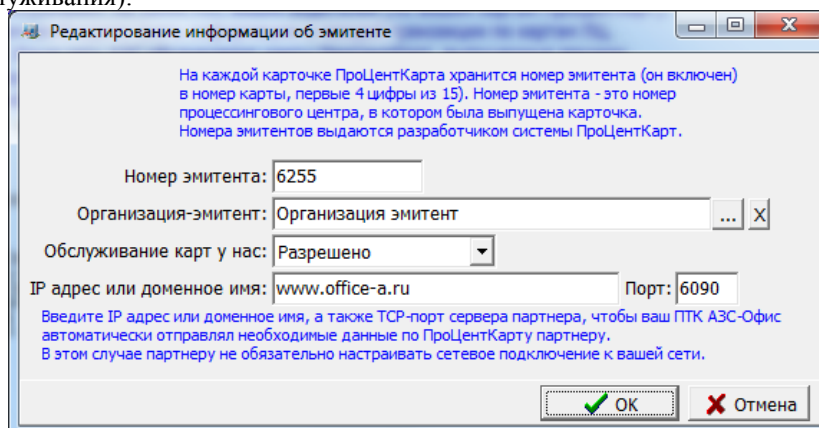 луживания).
Редактирование информации об эмитенте
На каждой карточке ПроЦентКарта хранится номер эмитента (он включен)
в номер карты, первые 4 цифры из 15). Номер эмитента - это номер
процессингового центра, в котором была выпущена карточка.
Номера эмитентов выдаются разработчиком системы ПроЦентКарт.
Номер эмитента: 6255
Организация-эмитент: Организация эмитент ... X
Обслуживание карт у нас: Разрешено
IP адрес или доменное имя: www.office-a.ru Порт: 6090
Введите IP адрес или доменное имя, а также TCP-порт сервера партнера, чтобы ваш ПТК АЗС-Офис
автоматически отправлял необходимые данные по ПроЦентКарту партнеру.
В этом случае партнеру не обязательно настраивать сетевое подключение к вашей сети.
OK Отмена